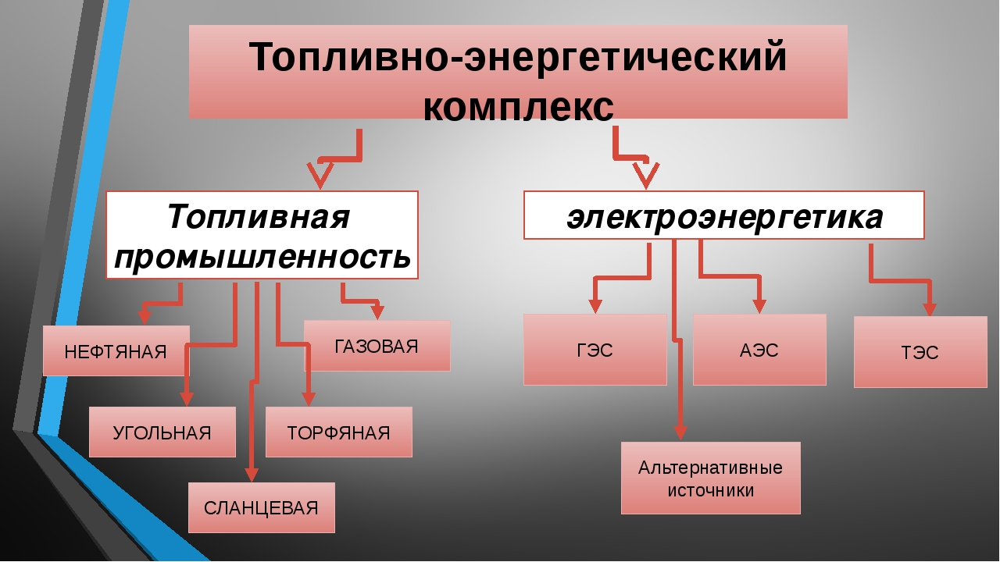 Топливно-энергетический
комплекс
Топливная
промышленность
электроэнергетика
НЕФТЯНАЯ
ГАЗОВАЯ
УГОЛЬНАЯ
ТОРФЯНАЯ
СЛАНЦЕВАЯ
ГЭС
АЭС
ТЭС
Альтернативные
источники